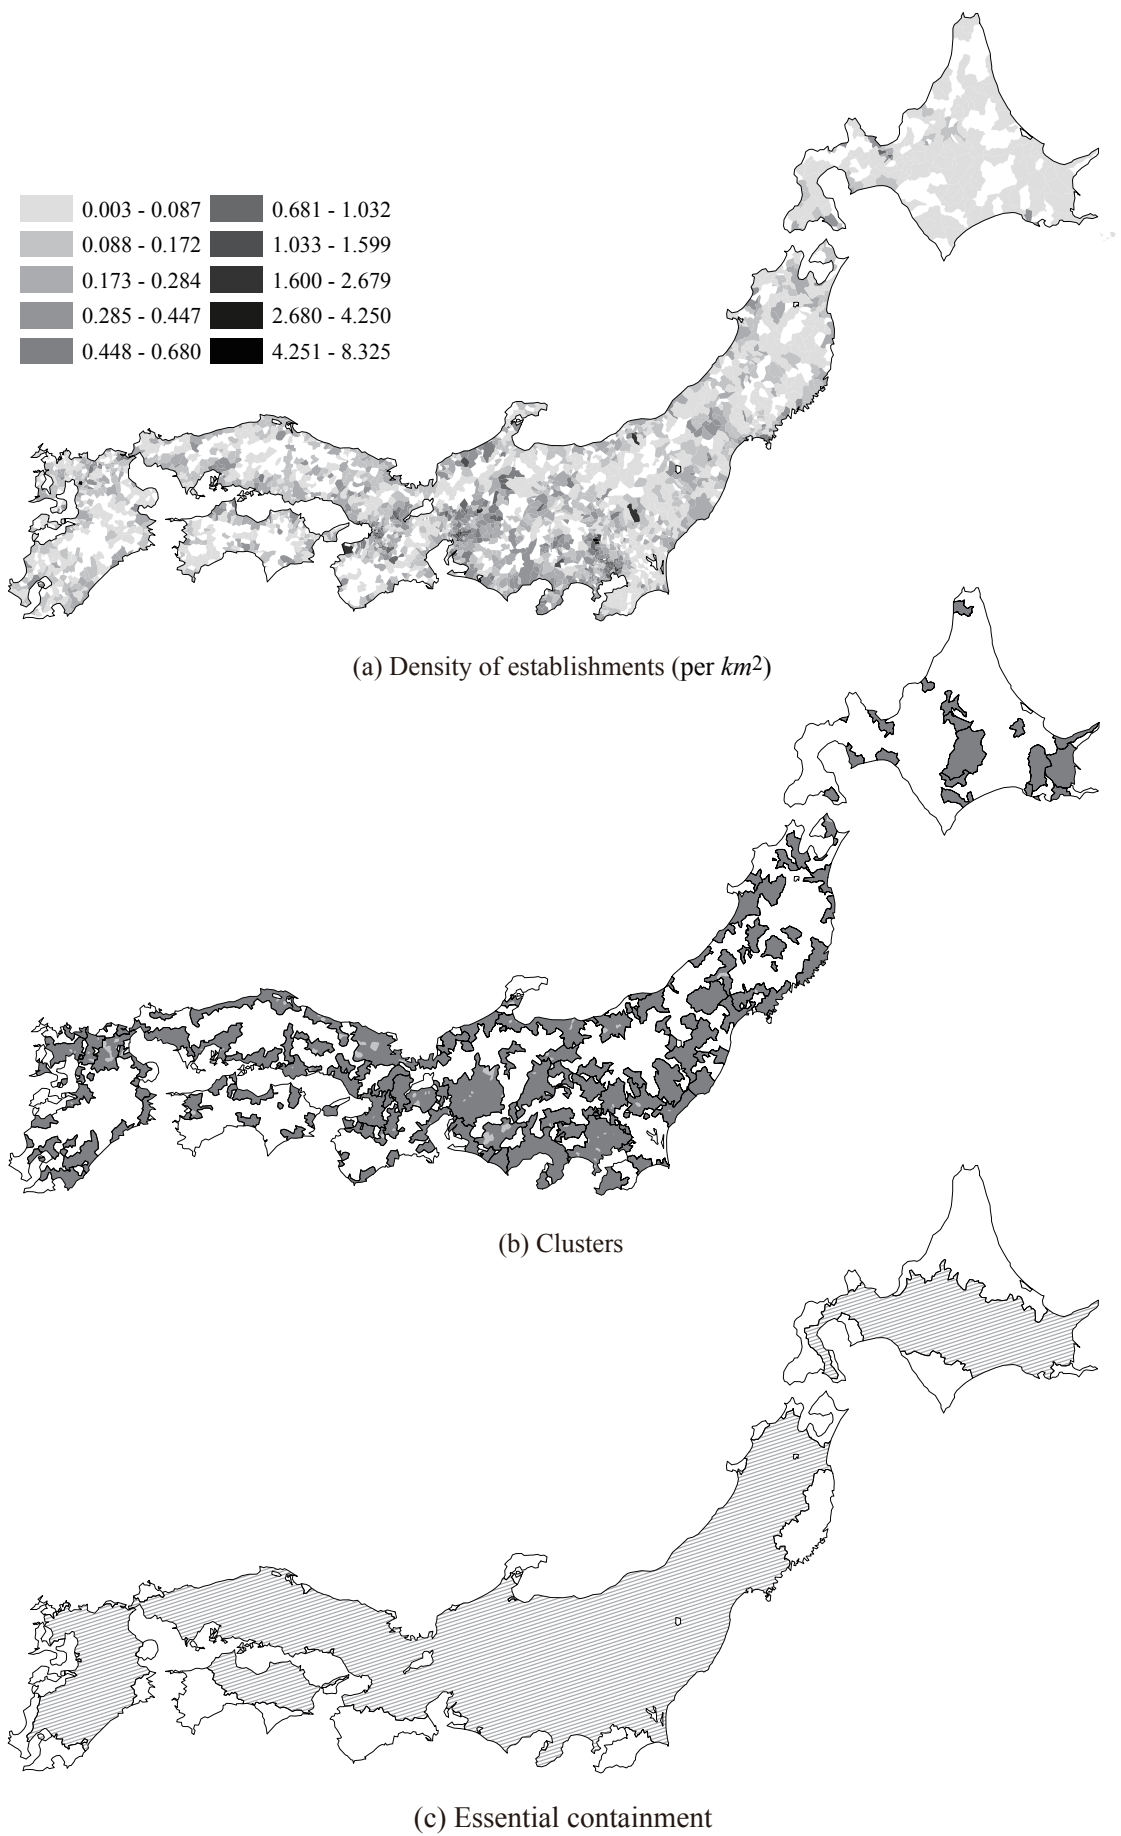 0.003 - 0.087 0.681 - 1.032
0.088 - 0.172 1.033 - 1.599
0.173 - 0.284 1.600 - 2.679
0.285 - 0.447 2.680 - 4.250
0.448 - 0.680 4.251 - 8.325
(a) Density of establishments (per km²)
(b) Clusters
(c) Essential containment